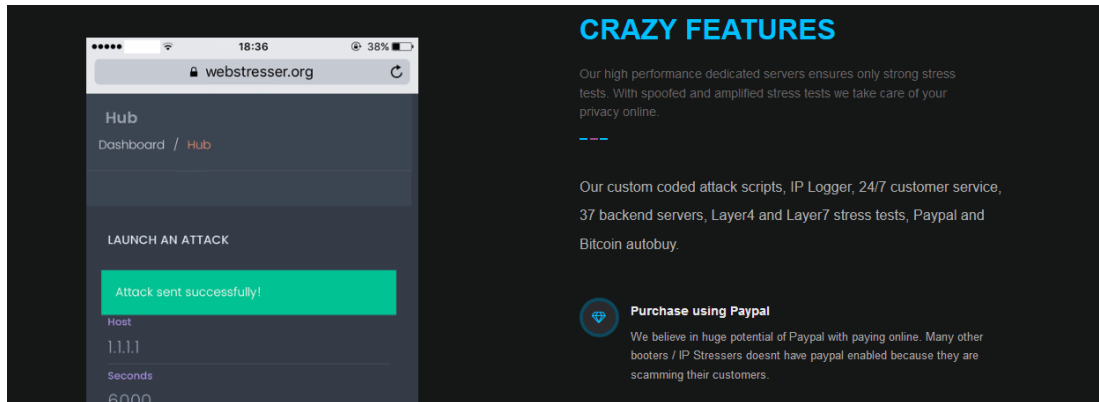 18:36
38%
webstresser.org
Hub
Dashboard / Hub
LAUNCH AN ATTACK
Attack sent successfully!
Host
1.1.1.1
Seconds
6000
CRAZY FEATURES
Our high performance dedicated servers ensures only strong stress
tests. With spoofed and amplified stress tests we take care of your
privacy online.
Our custom coded attack scripts, IP Logger, 24/7 customer service,
37 backend servers, Layer4 and Layer7 stress tests, Paypal and
Bitcoin autobuy.
Purchase using Paypal
We believe in huge potential of Paypal with paying online. Many other
booters / IP Stressers doesnt have paypal enabled because they are
scamming their customers.